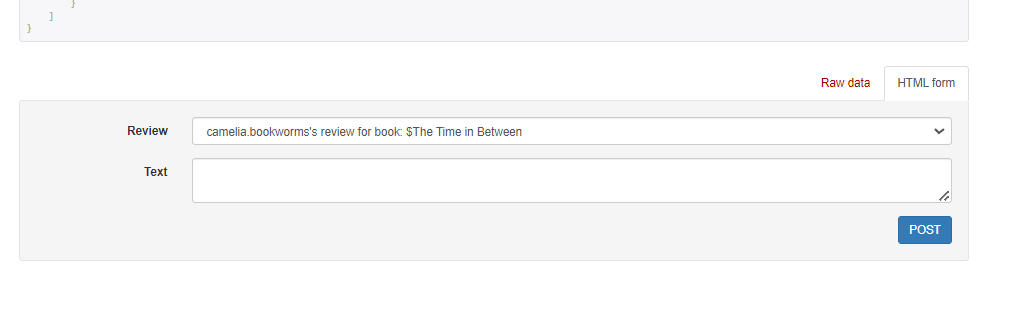 }
]
}
Raw data HTML form
Review camelia.bookworms's review for book: $The Time in Between
Text
POST